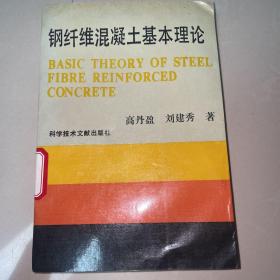 钢纤维混凝土基本理论
BASIC THEORY OF STEEL
FIBRE REINFORCED
CONCRETE
高丹盈 刘建秀 著
科学技术文献出版社